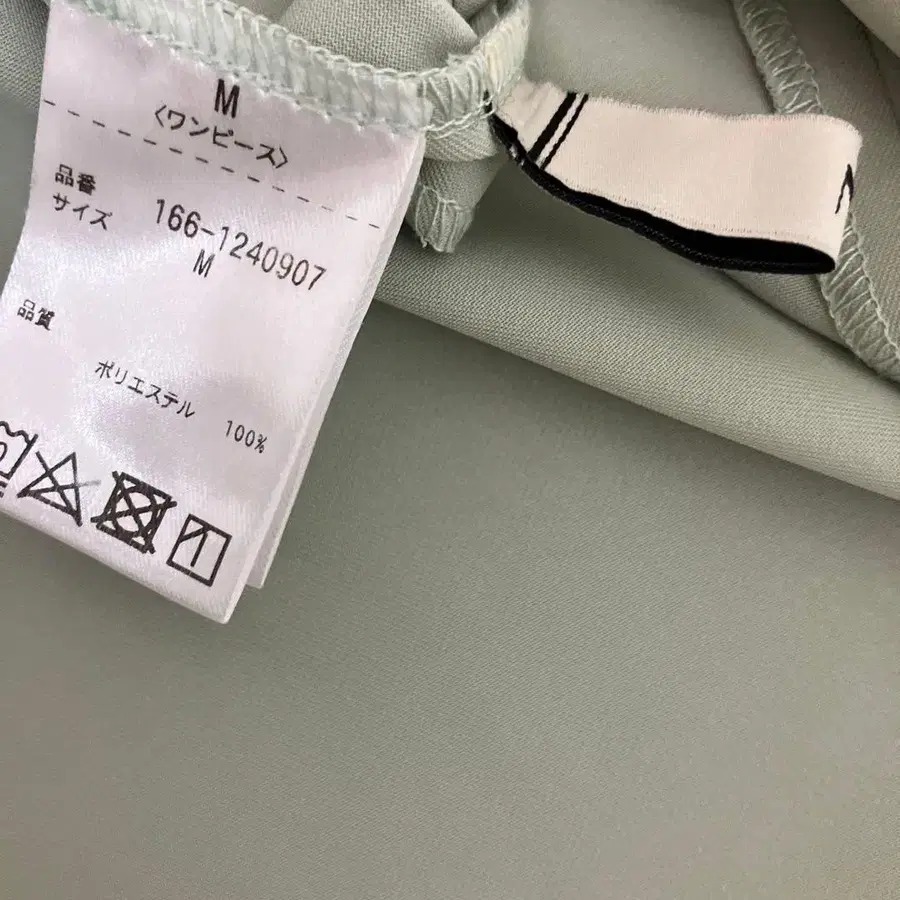 M
〈ワンピース〉
品番 166-1240907
サイズ M
品質
ポリエステル 100%